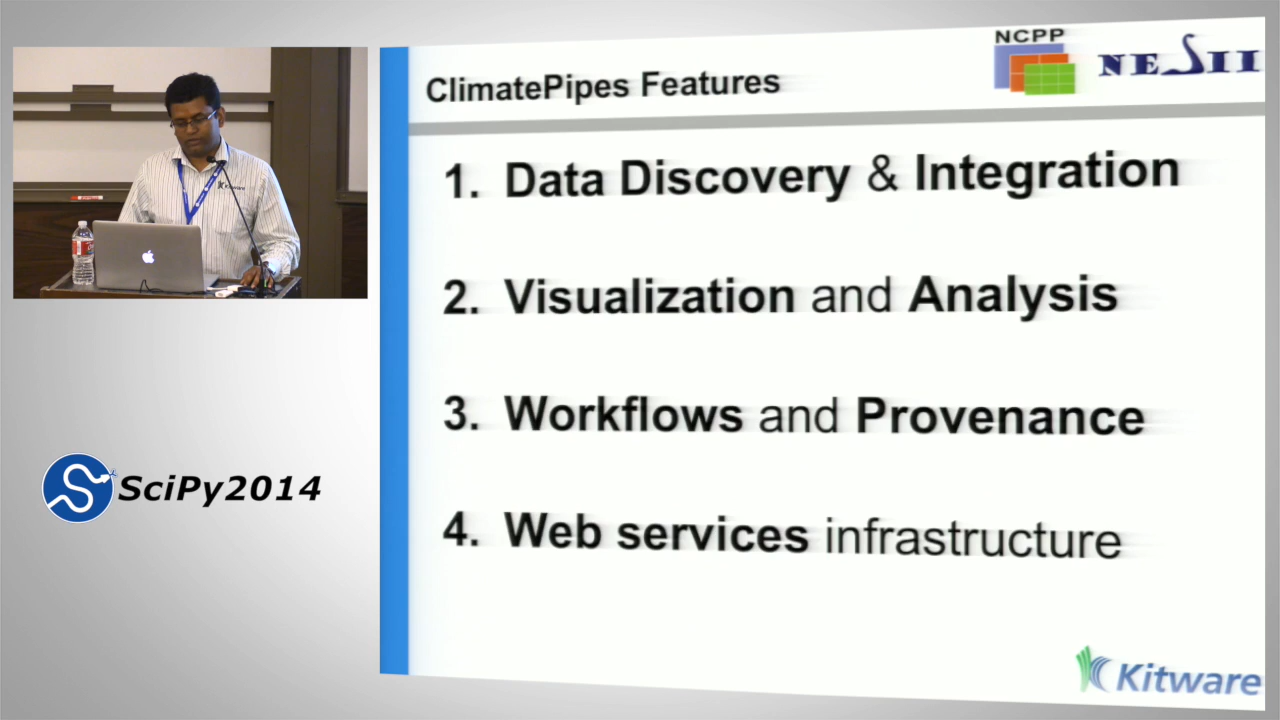 ClimatePipes Features
NCPP
NESII
1. Data Discovery & Integration
2. Visualization and Analysis
3. Workflows and Provenance
4. Web services infrastructure
Kitware
Kitware
SciPy2014